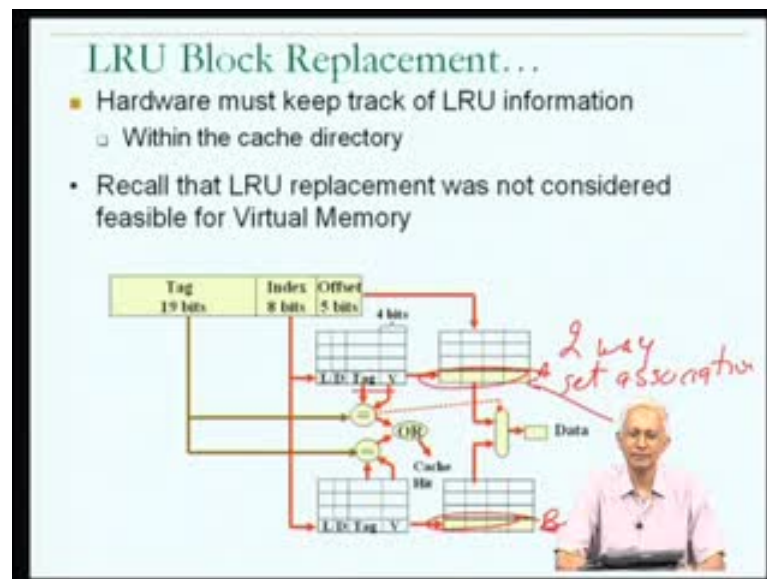 LRU Block Replacement...
Hardware must keep track of LRU information
Within the cache directory
Recall that LRU replacement was not considered
feasible for Virtual Memory
Tag Index Offset
19 bits 8 bits 5 bits
4 bits
L D Tag V
2 way
set associative
A
=
OR
Data
=
Cache
Hit
L D Tag V
B